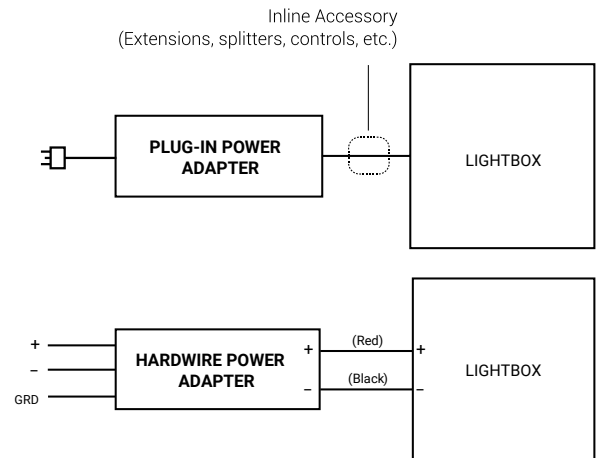 Inline Accessory
(Extensions, splitters, controls, etc.)
PLUG-IN POWER
ADAPTER
LIGHTBOX
+
–
GRD
HARDWIRE POWER
ADAPTER
+
–
(Red)
(Black)
+
–
LIGHTBOX